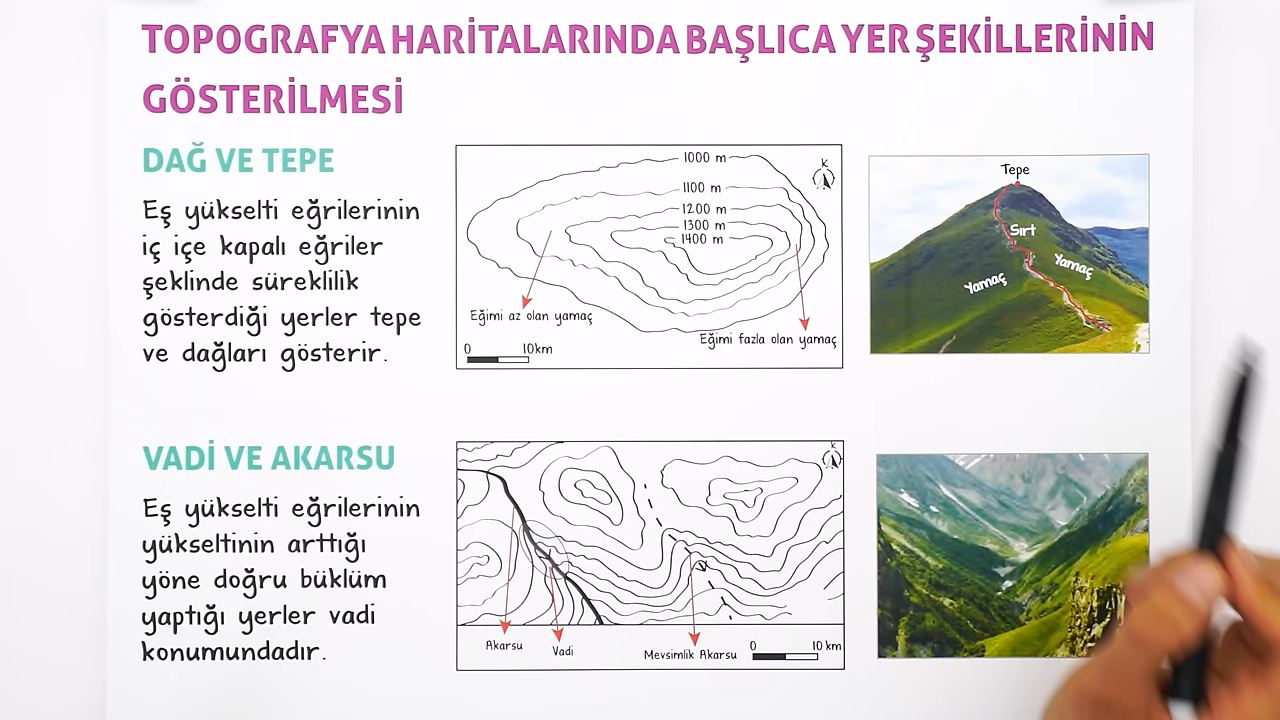 TOPOGRAFYA HARİTALARINDA BAŞLICA YER ŞEKİLLERİNİN
GÖSTERİLMESİ
DAĞ VE TEPE
Eş yükselti eğrilerinin
iç içe kapalı eğriler
şeklinde süreklilik
gösterdiği yerler tepe
ve dağları gösterir.
1000 m
1100 m
1200 m
1300 m
1400 m
K
Eğimi az olan yamaç
Eğimi fazla olan yamaç
0 10 km
Tepe
Sırt
Yamaç
Yamaç
VADİ VE AKARSU
Eş yükselti eğrilerinin
yükseltinin arttığı
yöne doğru büklüm
yaptığı yerler vadi
konumundadır.
K
Akarsu
Vadi
Mevsimlik Akarsu
0 10 km